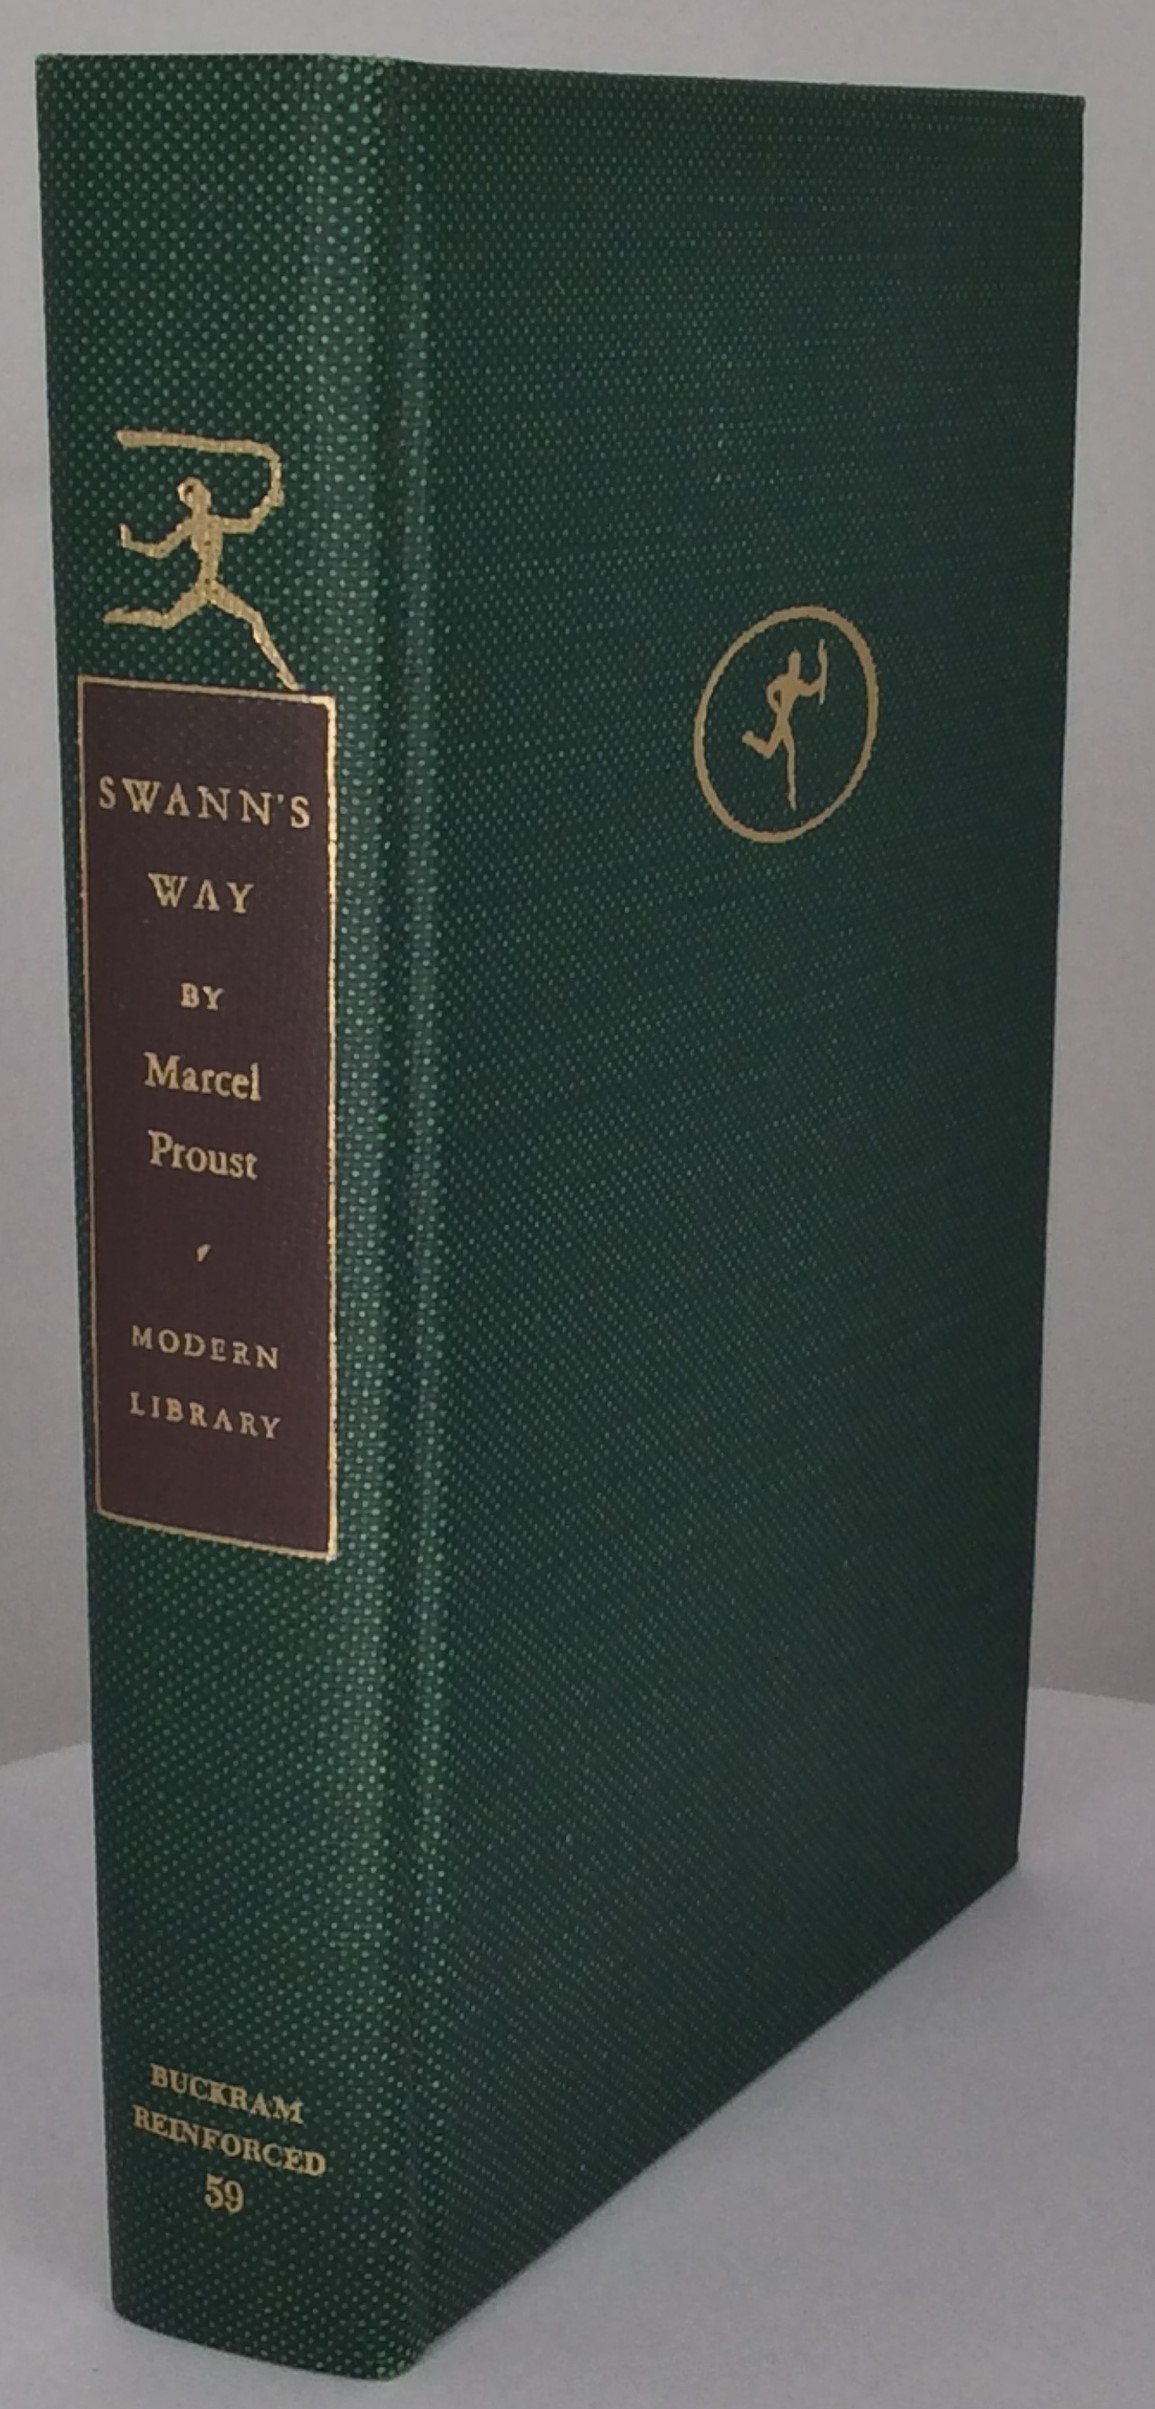 SWANN'S
WAY
BY
Marcel
Proust
MODERN
LIBRARY
BUCKRAM
REINFORCED
59